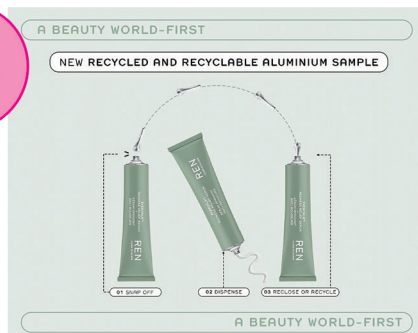 A BEAUTY WORLD-FIRST
NEW RECYCLED AND RECYCLABLE ALUMINIUM SAMPLE
REN
REN
REN
01 SNAP OFF
02 DISPENSE
03 RECLOSE OR RECYCLE
A BEAUTY WORLD-FIRST